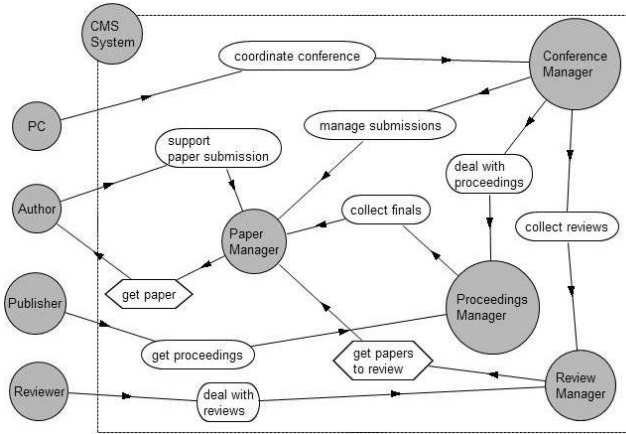 CMS
System
coordinate conference
Conference
Manager
PC
support
paper submission
manage submissions
deal with
proceedings
Author
Paper
Manager
collect finals
collect reviews
Publisher
get paper
Proceedings
Manager
get proceedings
get papers
to review
Reviewer
deal with
reviews
Review
Manager